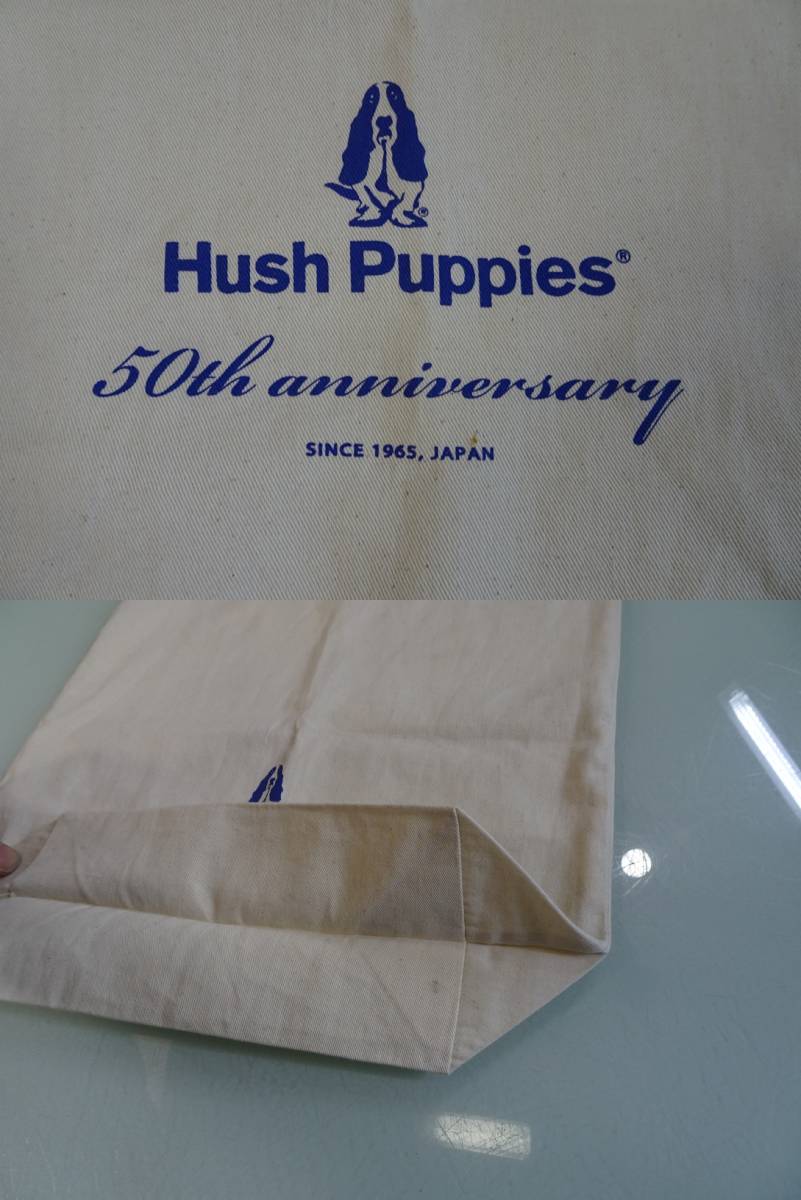 ®
Hush Puppies®
50th anniversary
SINCE 1965, JAPAN